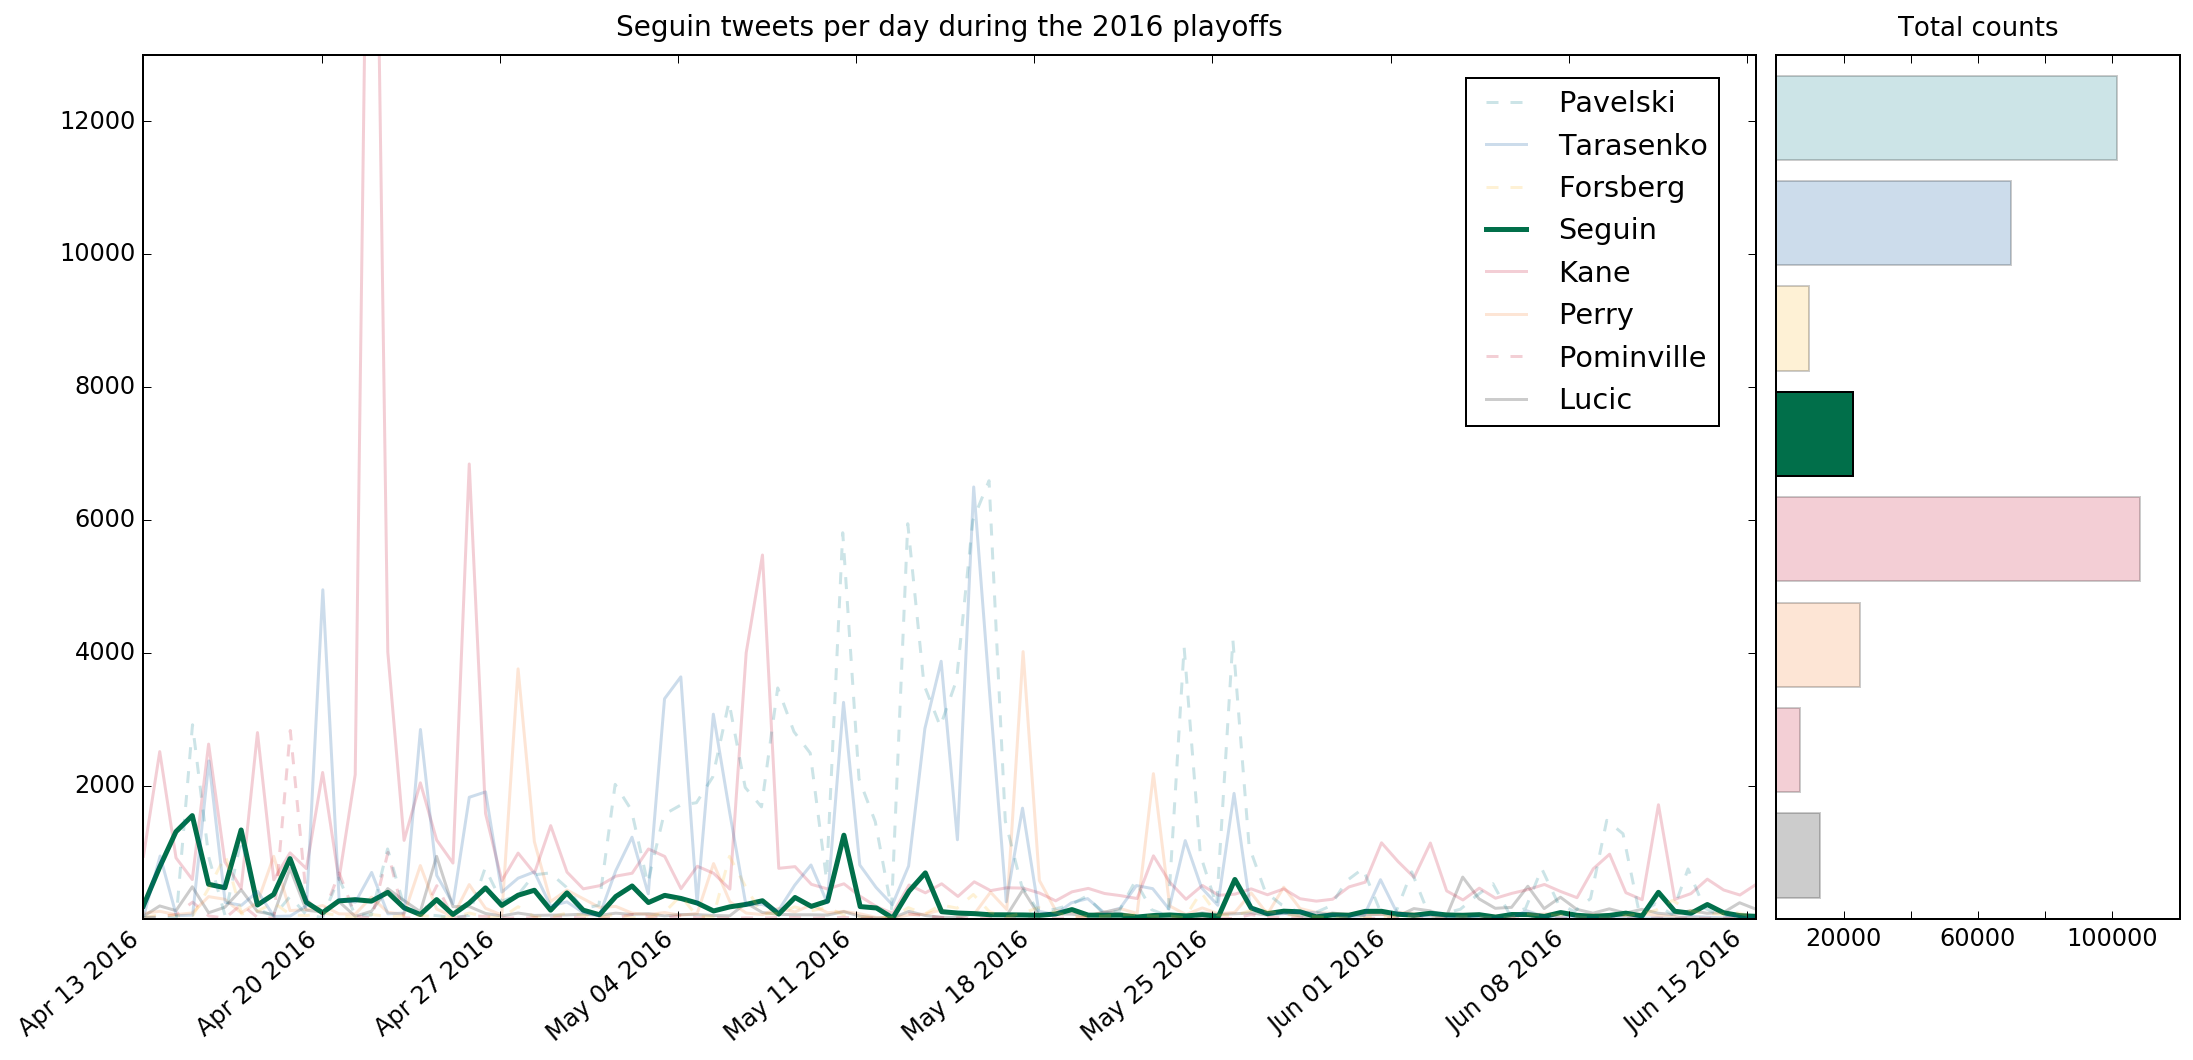 Seguin tweets per day during the 2016 playoffs
Total counts
12000
10000
8000
6000
4000
2000
Pavelski
Tarasenko
Forsberg
Seguin
Kane
Perry
Pominville
Lucic
Apr 13 2016
Apr 20 2016
Apr 27 2016
May 04 2016
May 11 2016
May 18 2016
May 25 2016
Jun 01 2016
Jun 08 2016
Jun 15 2016
20000
60000
100000